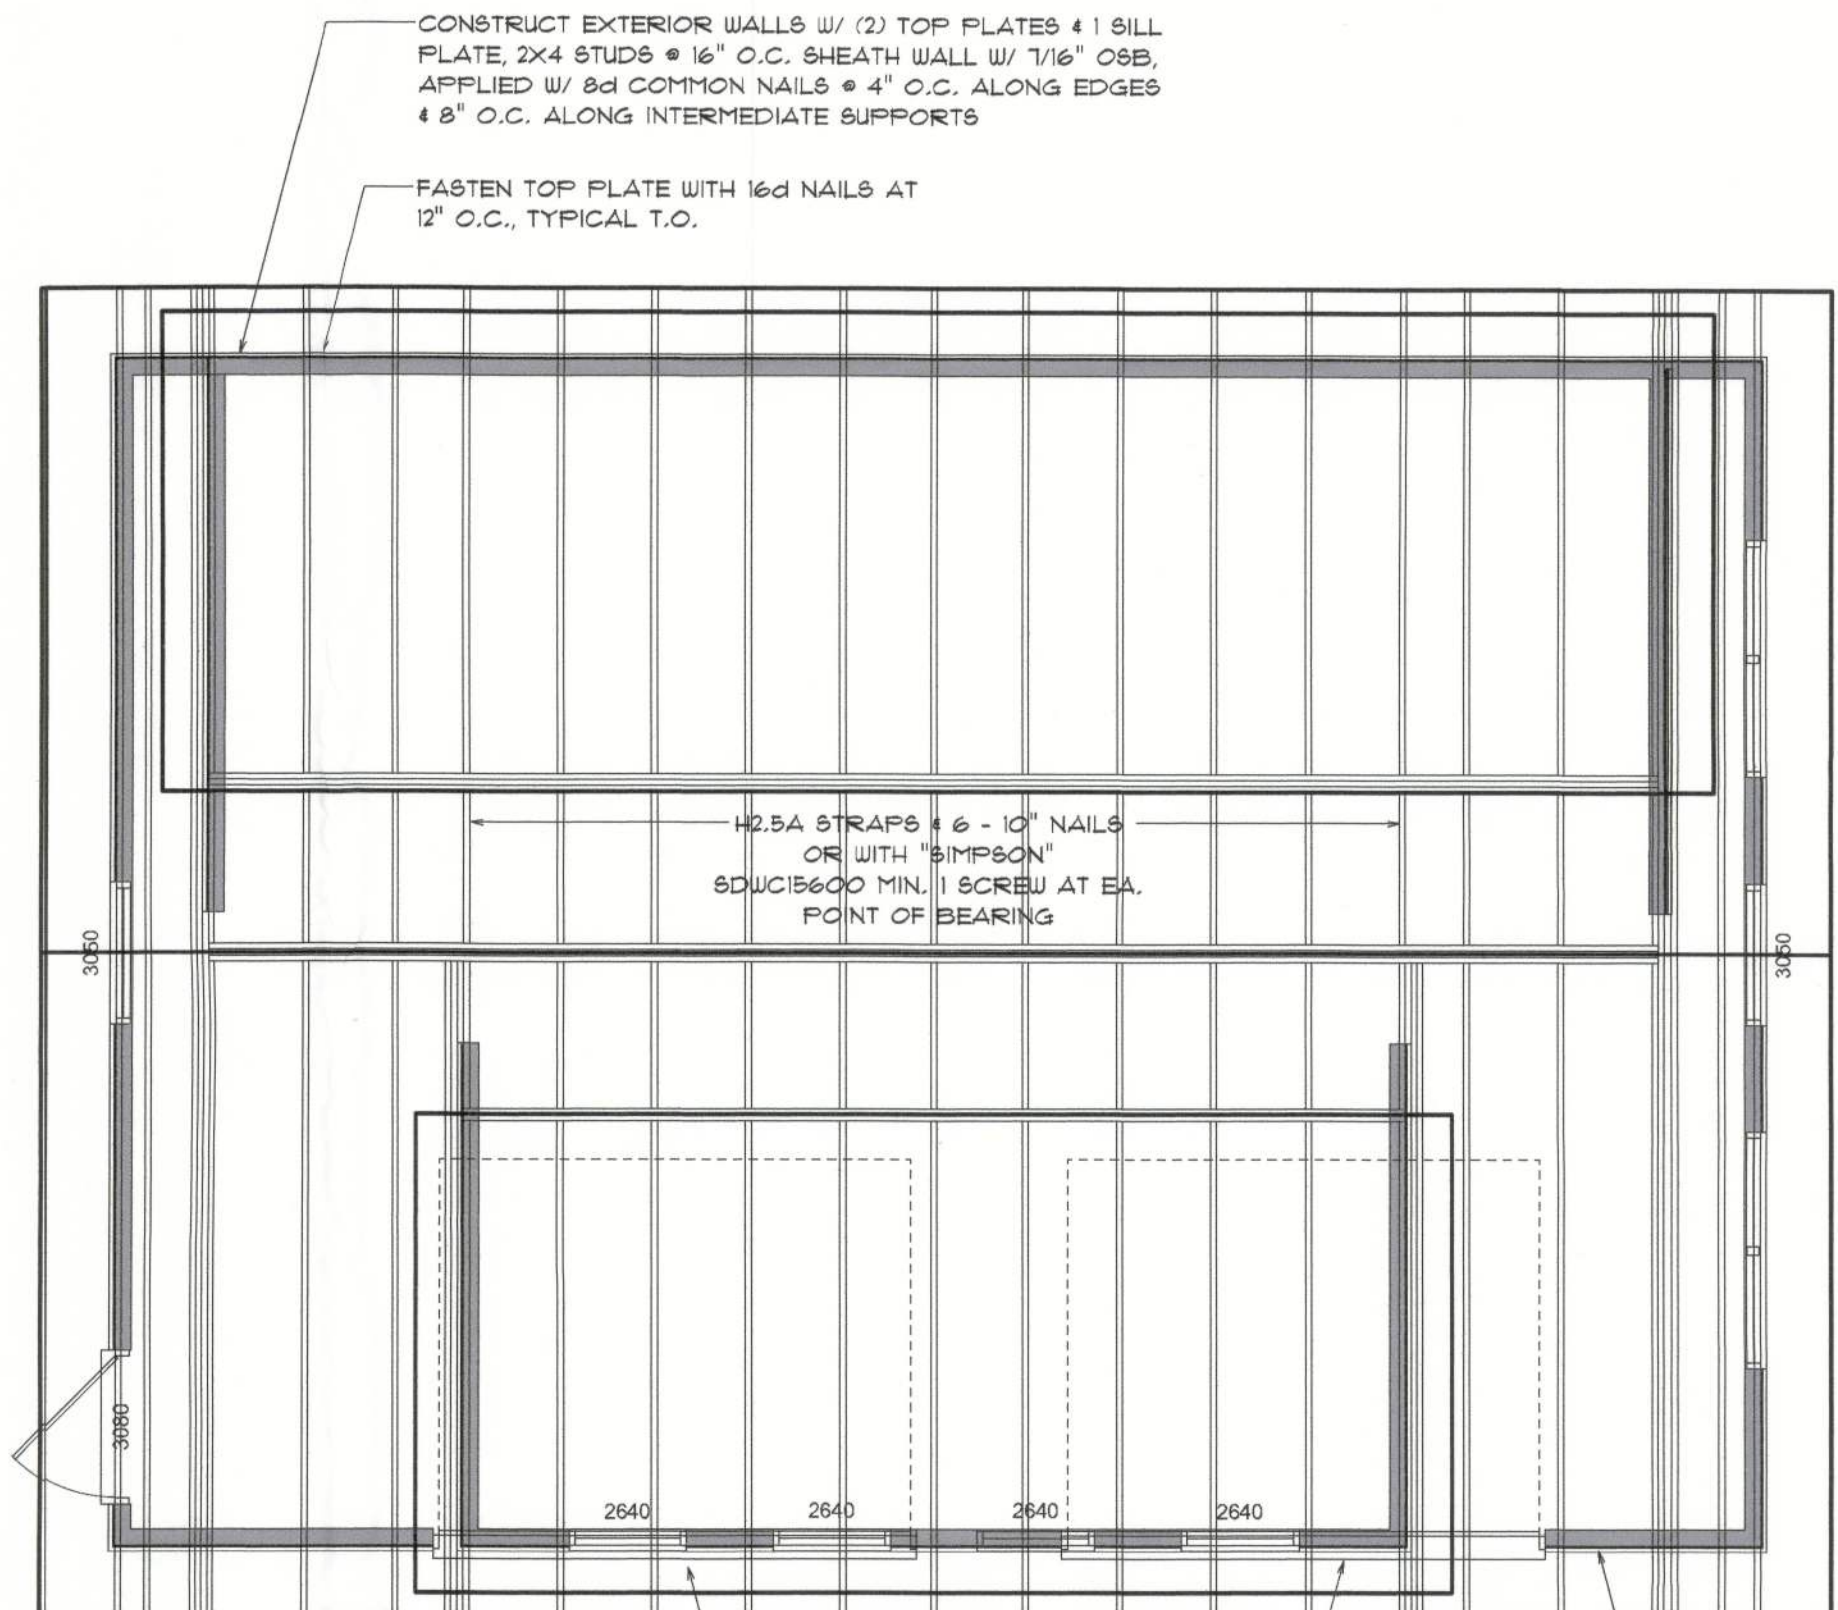 CONSTRUCT EXTERIOR WALLS W/ (2) TOP PLATES & 1 SILL
PLATE, 2X4 STUDS @ 16" O.C. SHEATH WALL W/ 7/16" OSB,
APPLIED W/ 8d COMMON NAILS @ 4" O.C. ALONG EDGES
& 8" O.C. ALONG INTERMEDIATE SUPPORTS
FASTEN TOP PLATE WITH 16d NAILS AT
12" O.C., TYPICAL T.O.
H2.5A STRAPS & 6 - 10" NAILS
OR WITH "SIMPSON"
SDWC15600 MIN. 1 SCREW AT EA.
POINT OF BEARING
3050
3050
3080
2640
2640
2640
2640